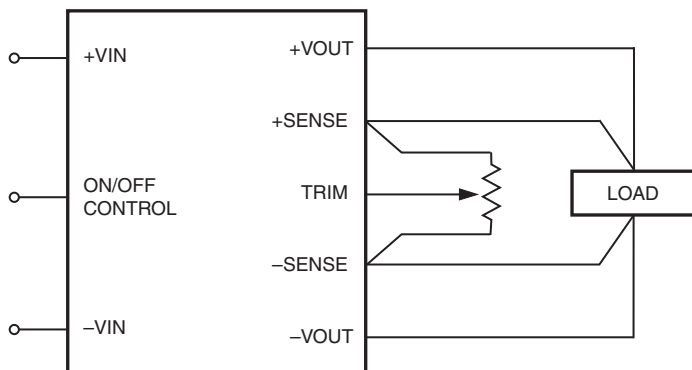 +VIN
ON/OFF
CONTROL
–VIN
+VOUT
+SENSE
TRIM
–SENSE
–VOUT
LOAD